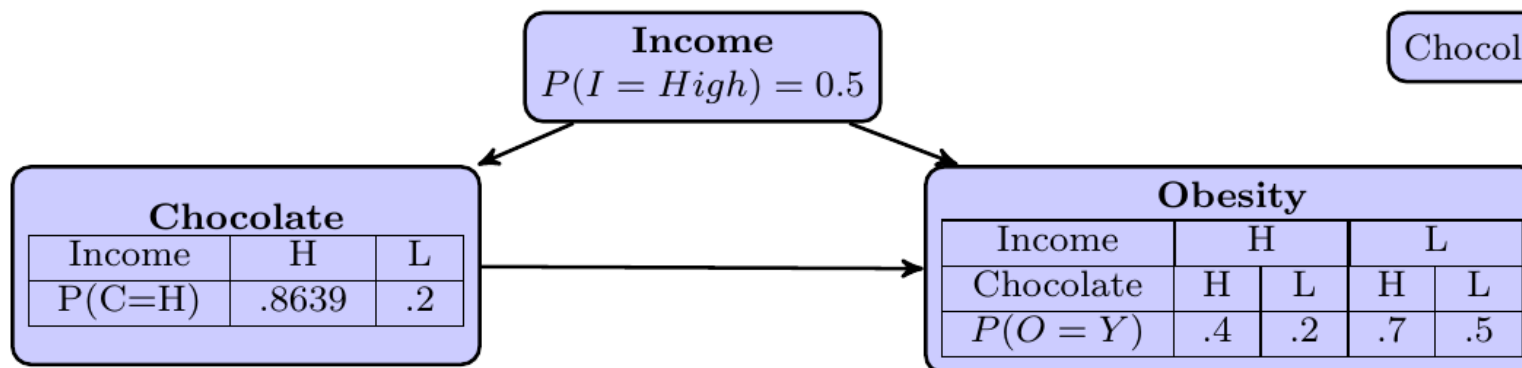 Income
P(I = High) = 0.5
Chocol
Chocolate
Income H L
P(C=H) .8639 .2
Obesity
Income H L
Chocolate H L H L
P(O = Y) .4 .2 .7 .5